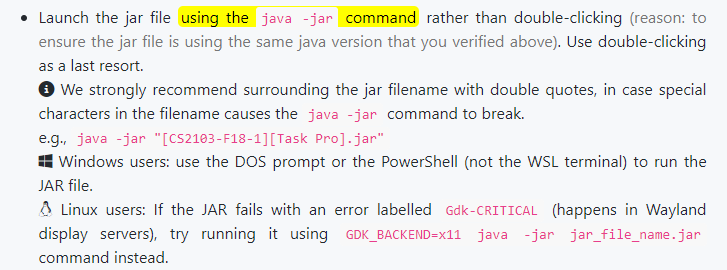 Launch the jar file using the java -jar command rather than double-clicking (reason: to
ensure the jar file is using the same java version that you verified above). Use double-clicking
as a last resort.
We strongly recommend surrounding the jar filename with double quotes, in case special
characters in the filename causes the java -jar command to break.
e.g., java -jar "[CS2103-F18-1][Task Pro].jar"
Windows users: use the DOS prompt or the PowerShell (not the WSL terminal) to run the
JAR file.
Linux users: If the JAR fails with an error labelled Gdk-CRITICAL (happens in Wayland
display servers), try running it using GDK_BACKEND=x11 java -jar jar_file_name.jar
command instead.